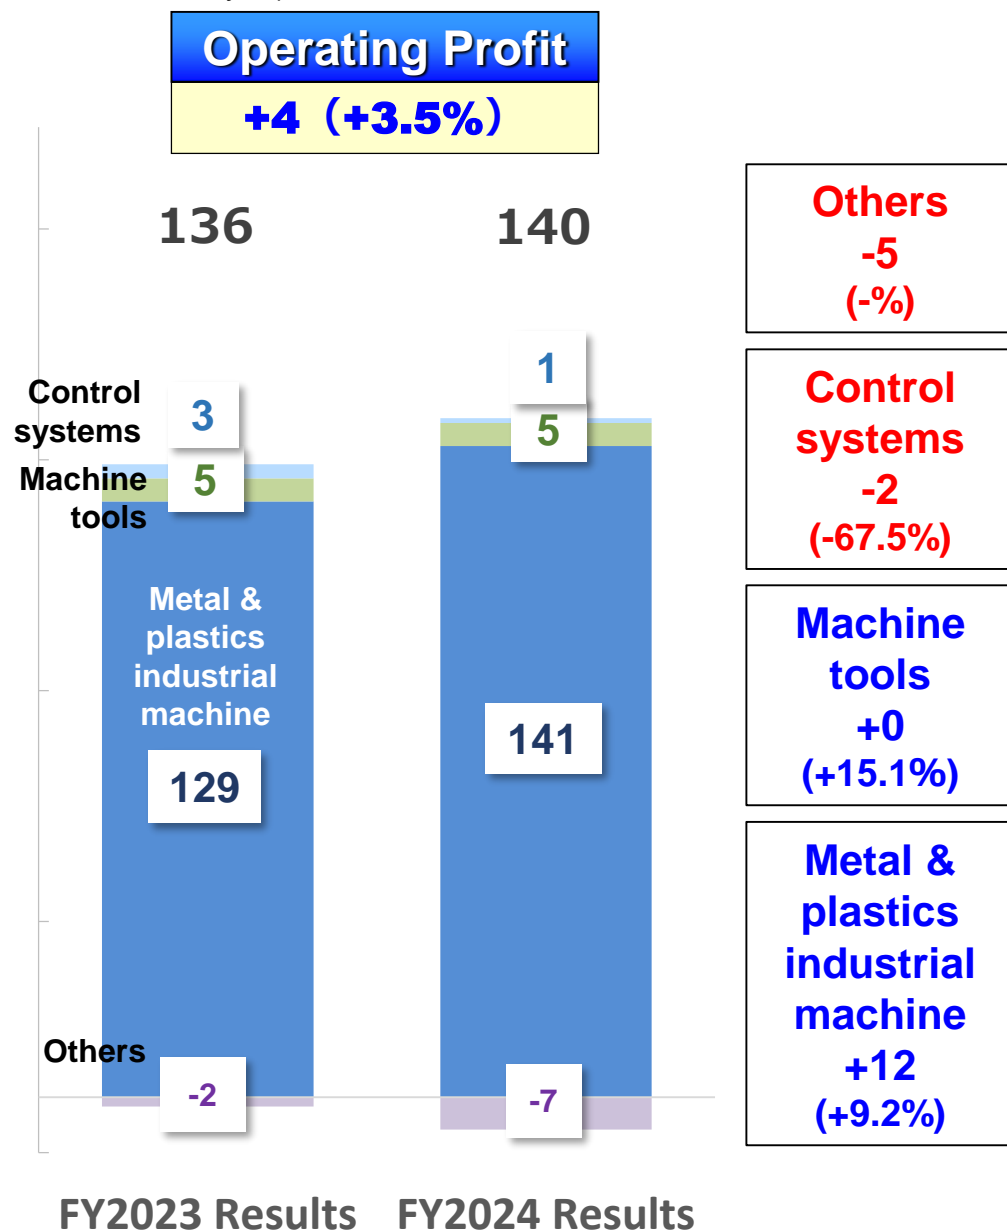 Operating Profit
+4（+3.5%）
136
140
Control
systems
3
1
Machine
tools
5
5
Metal &
plastics
industrial
machine
129
141
Others
-2
-7
FY2023 Results
FY2024 Results
Others
-5
(-%)
Control
systems
-2
(-67.5%)
Machine
tools
+0
(+15.1%)
Metal &
plastics
industrial
machine
+12
(+9.2%)